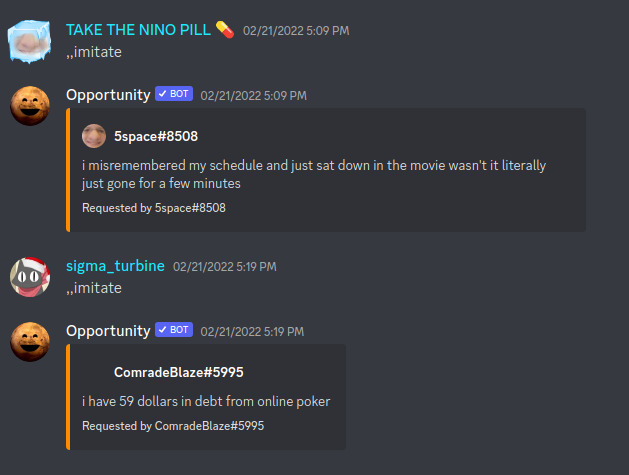 TAKE THE NINO PILL 💊 02/21/2022 5:09 PM
,,imitate
Opportunity ✓ BOT 02/21/2022 5:09 PM
5space#8508
i misremembered my schedule and just sat down in the movie wasn't it literally
just gone for a few minutes
Requested by 5space#8508
sigma_turbine 02/21/2022 5:19 PM
,,imitate
Opportunity ✓ BOT 02/21/2022 5:19 PM
ComradeBlaze#5995
i have 59 dollars in debt from online poker
Requested by ComradeBlaze#5995